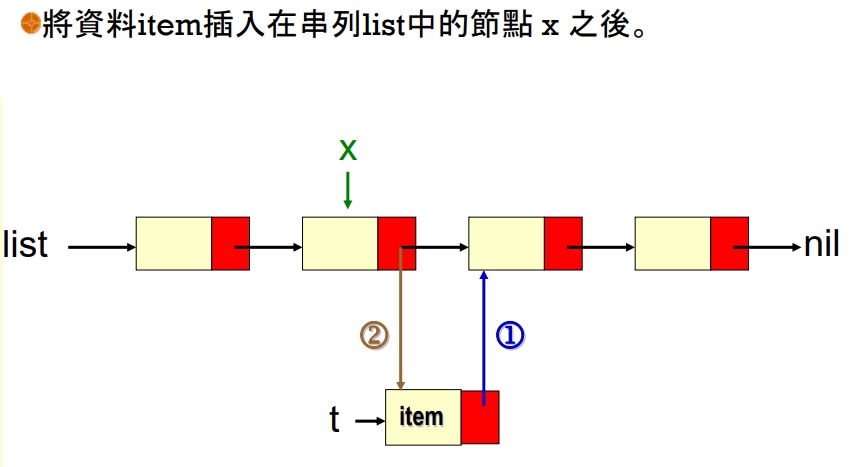 將資料item插入在串列list中的節點 x 之後。
x
list
nil
②
①
t
item